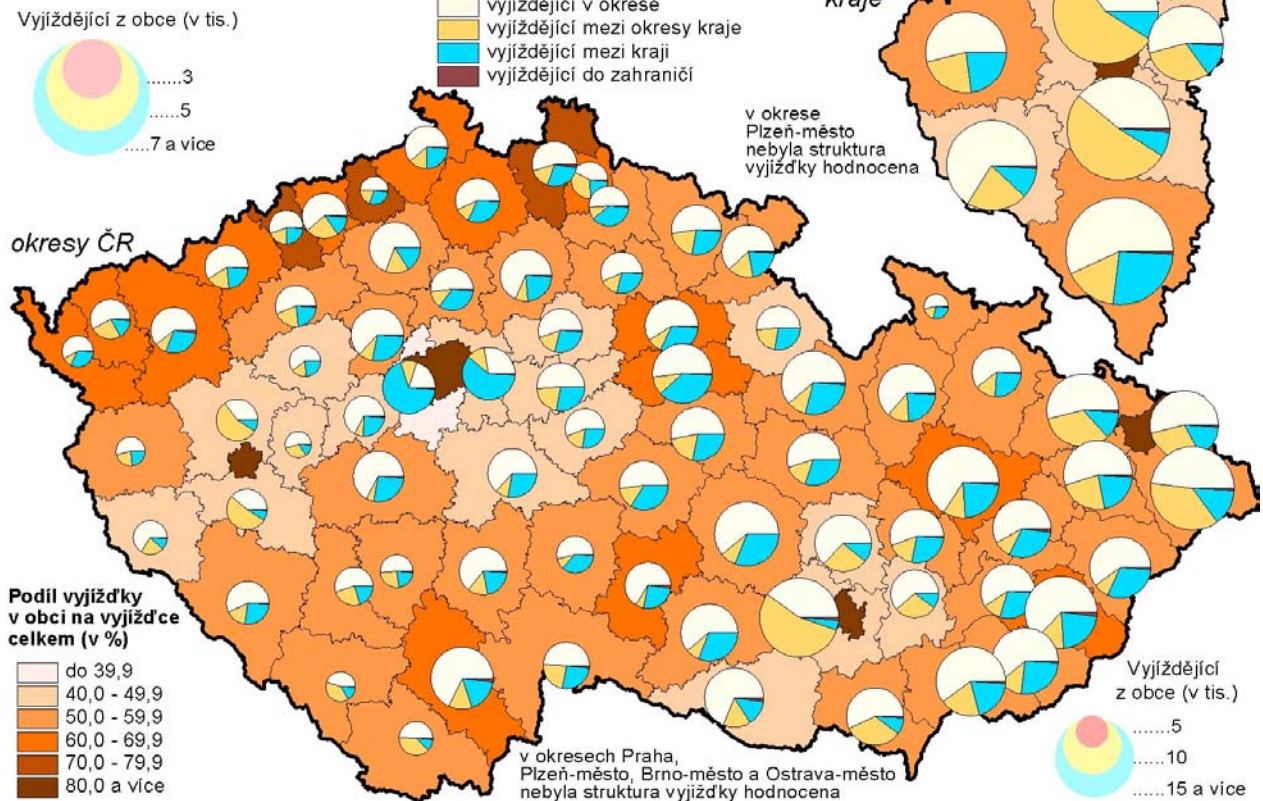 Vyjíždějící z obce (v tis.)
.......3
.....5
....7 a více
vyjíždějící v okrese
vyjíždějící mezi okresy kraje
vyjíždějící mezi kraji
vyjíždějící do zahraničí
kraje
v okrese
Plzeň-město
nebyla struktura
vyjížďky hodnocena
okresy ČR
Podíl vyjížďky
v obci na vyjížďce
celkem (v %)
do 39,9
40,0 - 49,9
50,0 - 59,9
60,0 - 69,9
70,0 - 79,9
80,0 a více
v okresech Praha,
Plzeň-město, Brno-město a Ostrava-město
nebyla struktura vyjížďky hodnocena
Vyjíždějící
z obce (v tis.)
.......5
.....10
......15 a více